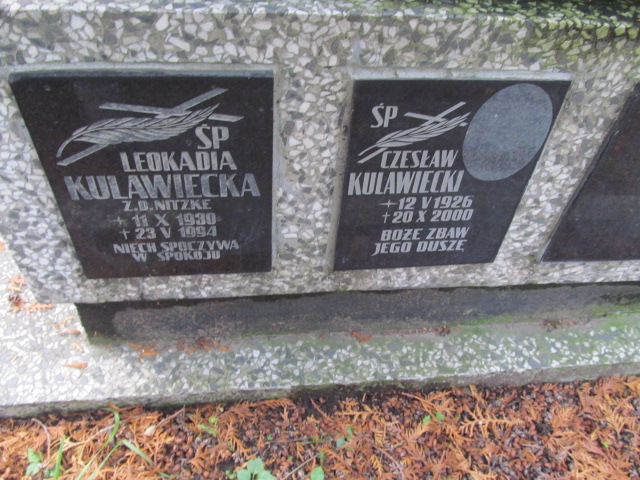 ŚP
LEOKADIA
KULAWIECKA
Z.D. NITZKE
11 X 1930
+ 23 V 1994
NIECH SPOCZYWA
W SPOKOJU
ŚP
CZESŁAW
KULAWIECKI
12 V 1926
+ 20 X 2000
BOŻE ZBAW
JEGO DUSZE